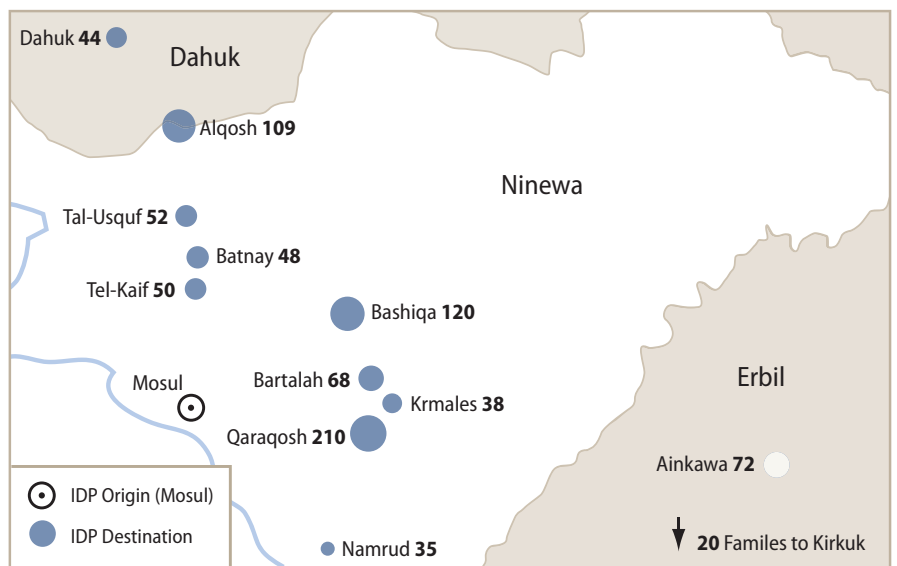 Dahuk 44
Dahuk
Alqosh 109
Ninewa
Tal-Usquf 52
Batnay 48
Tel-Kaif 50
Bashiqa 120
Mosul
Bartalah 68
Erbil
Krmales 38
Qaraqosh 210
Ainkawa 72
IDP Origin (Mosul)
IDP Destination
Namrud 35
20 Familes to Kirkuk